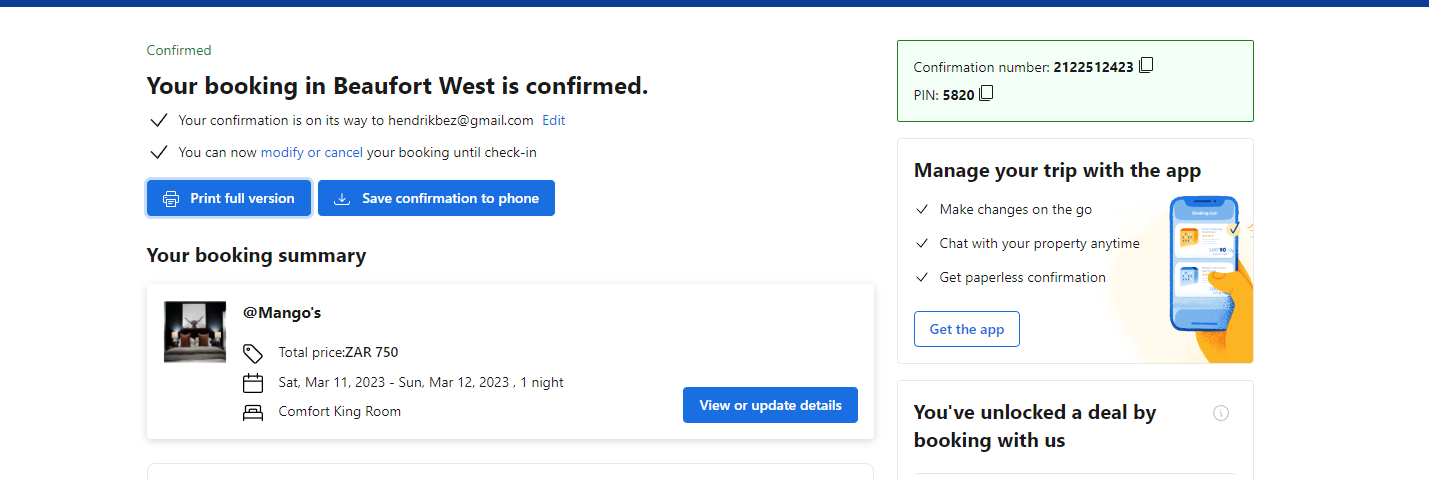 Confirmed
Your booking in Beaufort West is confirmed.
Your confirmation is on its way to hendrikbez@gmail.com Edit
You can now modify or cancel your booking until check-in
Print full version
Save confirmation to phone
Your booking summary
@Mango's
Total price:ZAR 750
Sat, Mar 11, 2023 - Sun, Mar 12, 2023 , 1 night
Comfort King Room
View or update details
Confirmation number: 2122512423
PIN: 5820
Manage your trip with the app
Make changes on the go
Chat with your property anytime
Get paperless confirmation
Get the app
Booking.com
You've unlocked a deal by
booking with us